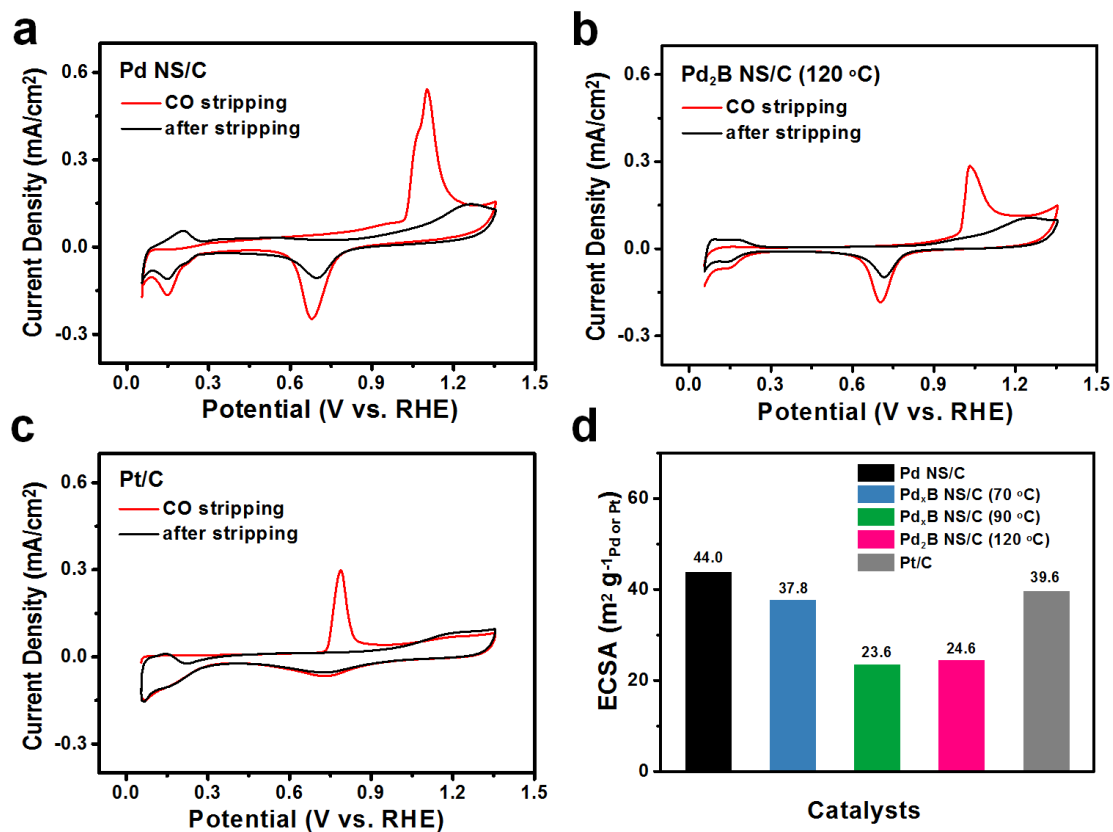 a
Pd NS/C
CO stripping
after stripping
Current Density (mA/cm²)
0.6
0.3
0.0
-0.3
0.0 0.3 0.6 0.9 1.2 1.5
Potential (V vs. RHE)
b
Pd₂B NS/C (120 °C)
CO stripping
after stripping
Current Density (mA/cm²)
0.6
0.3
0.0
-0.3
0.0 0.3 0.6 0.9 1.2 1.5
Potential (V vs. RHE)
c
Pt/C
CO stripping
after stripping
Current Density (mA/cm²)
0.6
0.3
0.0
-0.3
0.0 0.3 0.6 0.9 1.2 1.5
Potential (V vs. RHE)
d
Pd NS/C
PdₓB NS/C (70 °C)
PdₓB NS/C (90 °C)
Pd₂B NS/C (120 °C)
Pt/C
ECSA (m² g⁻¹Pd or Pt)
60
40
20
0
44.0
37.8
23.6
24.6
39.6
Catalysts